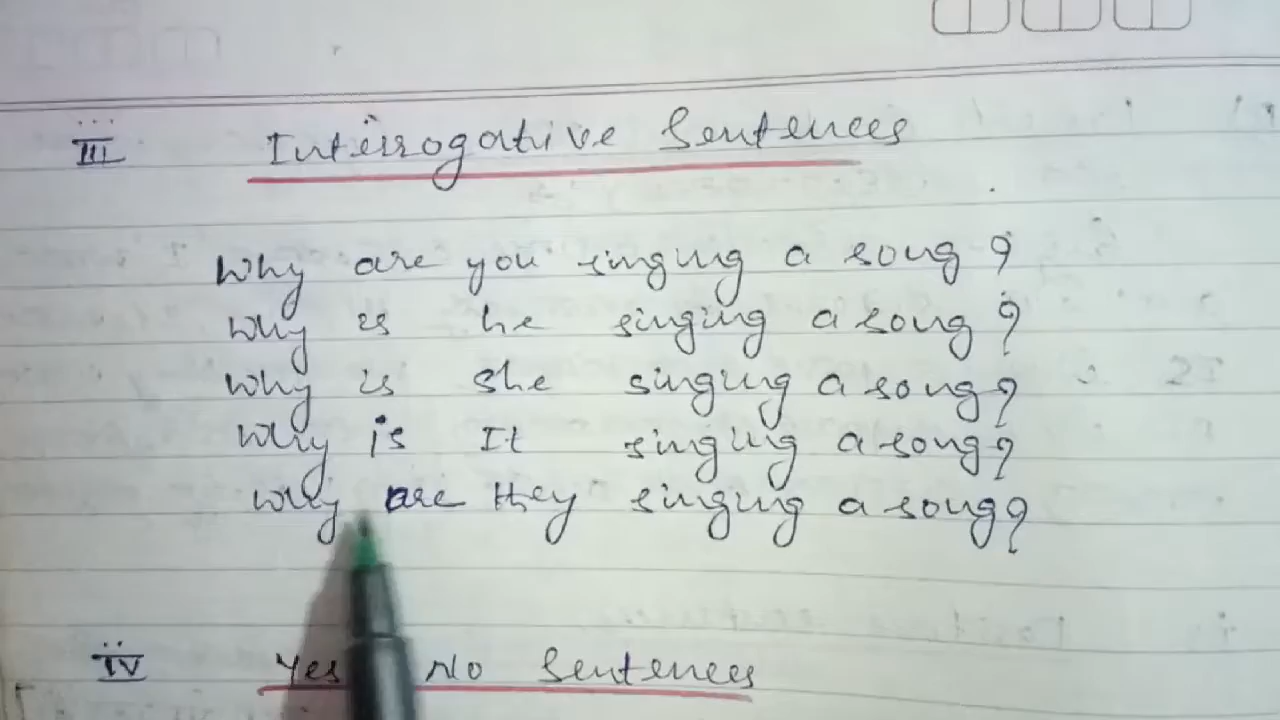 III Interrogative Sentences
Why are you singing a song?
Why is he singing a song?
Why is she singing a song?
Why is It singing a song?
Why are they singing a song?
IV Yes No Sentences